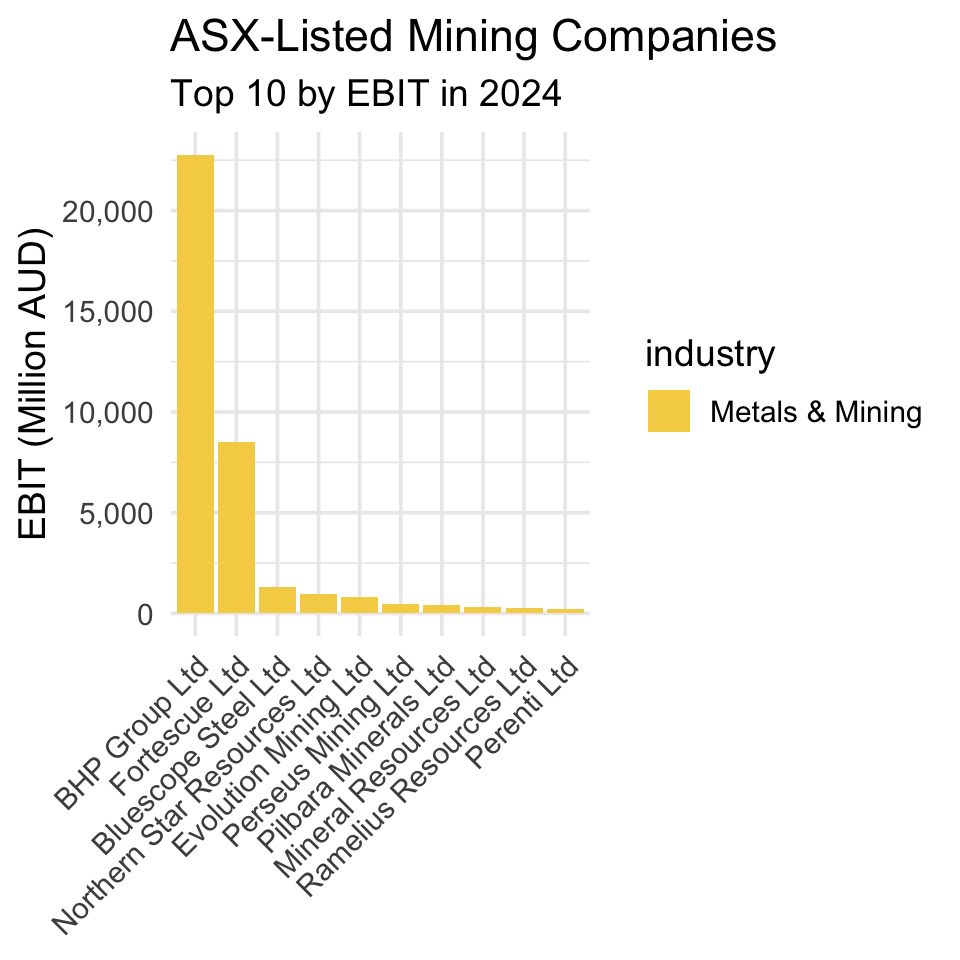 ASX-Listed Mining Companies
Top 10 by EBIT in 2024
EBIT (Million AUD)
20,000
15,000
10,000
5,000
0
BHP Group Ltd
Fortescue Ltd
Bluescope Steel Ltd
Northern Star Resources Ltd
Evolution Mining Ltd
Perseus Mining Ltd
Pilbara Minerals Ltd
Mineral Resources Ltd
Ramelius Resources Ltd
Perenti Ltd
industry
Metals & Mining